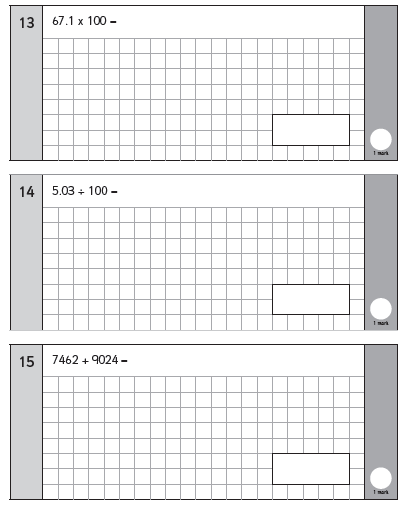 13
67.1 x 100 =
1 mark
14
5.03 ÷ 100 =
1 mark
15
7462 + 9024 =
1 mark